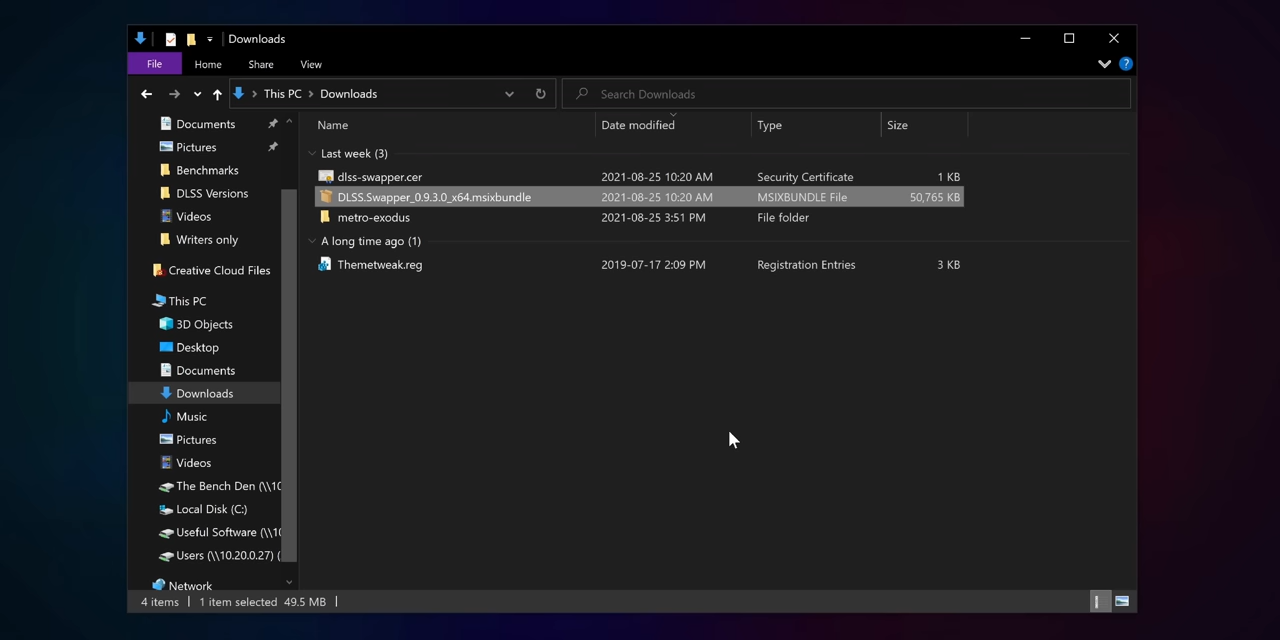 Downloads
File Home Share View
This PC > Downloads
Search Downloads
Name Date modified Type Size
Last week (3)
dlss-swapper.cer 2021-08-25 10:20 AM Security Certificate 1 KB
DLSS.Swapper_0.9.3.0_x64.msixbundle 2021-08-25 10:20 AM MSIXBUNDLE File 50,765 KB
metro-exodus 2021-08-25 3:51 PM File folder
A long time ago (1)
Themetweak.reg 2019-07-17 2:09 PM Registration Entries 3 KB
Documents
Pictures
Benchmarks
DLSS Versions
Videos
Writers only
Creative Cloud Files
This PC
3D Objects
Desktop
Documents
Downloads
Music
Pictures
Videos
The Bench Den (\\10
Local Disk (C:)
Useful Software (\\10
Users (\\10.20.0.27) (
Network
4 items | 1 item selected 49.5 MB |